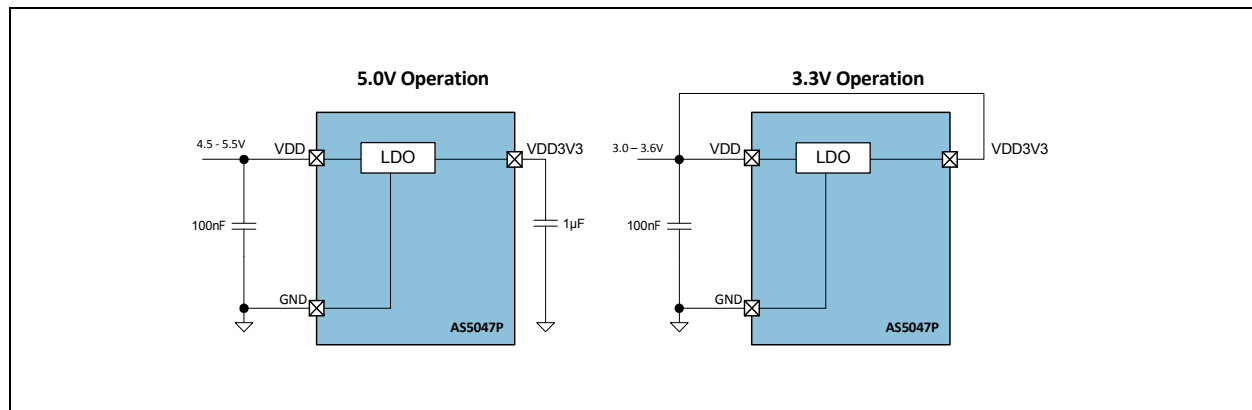 5.0V Operation
4.5 - 5.5V
VDD
LDO
VDD3V3
100nF
1µF
GND
AS5047P
3.3V Operation
3.0 – 3.6V
VDD
LDO
VDD3V3
100nF
GND
AS5047P